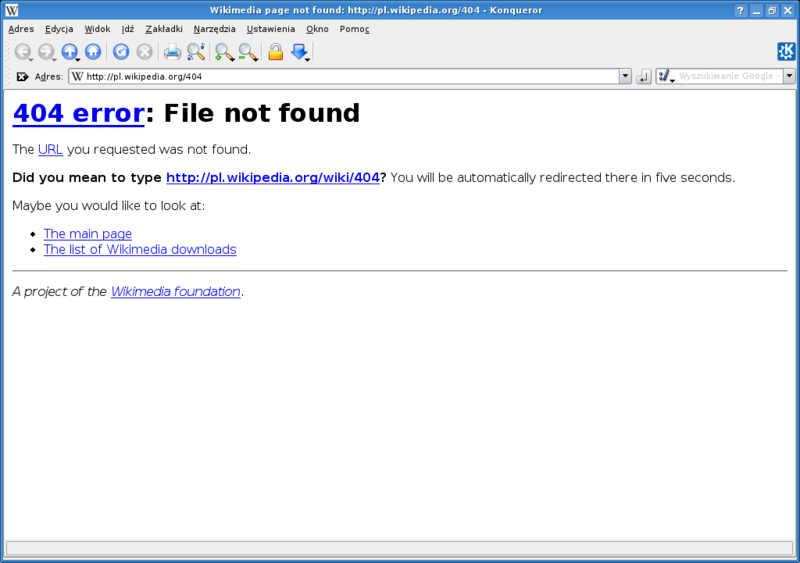 W Wikimedia page not found: http://pl.wikipedia.org/404 - Konqueror ?
Adres Edycja Widok Idź Zakładki Narzędzia Ustawienia Okno Pomoc
Adres: W http://pl.wikipedia.org/404 Wyszukiwanie Google -
404 error: File not found
The URL you requested was not found.
Did you mean to type http://pl.wikipedia.org/wiki/404? You will be automatically redirected there in five seconds.
Maybe you would like to look at:
The main page
The list of Wikimedia downloads
A project of the Wikimedia foundation.